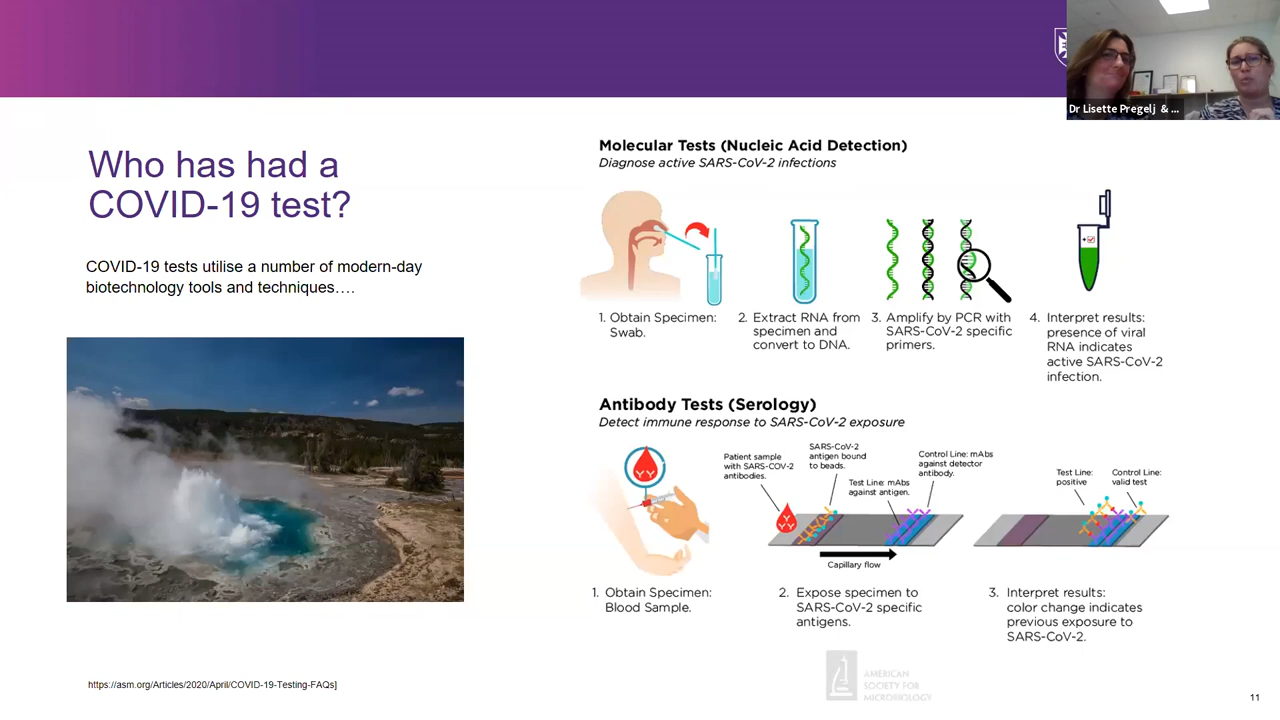 Dr Lisette Pregelj & ...
Who has had a
COVID-19 test?
COVID-19 tests utilise a number of modern-day
biotechnology tools and techniques….
Molecular Tests (Nucleic Acid Detection)
Diagnose active SARS-CoV-2 infections
1. Obtain Specimen:
Swab.
2. Extract RNA from
specimen and
convert to DNA.
3. Amplify by PCR with
SARS-CoV-2 specific
primers.
4. Interpret results:
presence of viral
RNA indicates
active SARS-CoV-2
infection.
Antibody Tests (Serology)
Detect immune response to SARS-CoV-2 exposure
Patient sample
with SARS-COV-2
antibodies.
SARS-CoV-2
antigen bound
to beads.
Test Line: mAbs
against antigen.
Control Line: mAbs
against detector
antibody.
Test Line:
positive
Control Line:
valid test
Capillary flow
1. Obtain Specimen:
Blood Sample.
2. Expose specimen to
SARS-CoV-2 specific
antigens.
3. Interpret results:
color change indicates
previous exposure to
SARS-CoV-2.
https://asm.org/Articles/2020/April/COVID-19-Testing-FAQs]
AMERICAN
SOCIETY FOR
MICROBIOLOGY
11